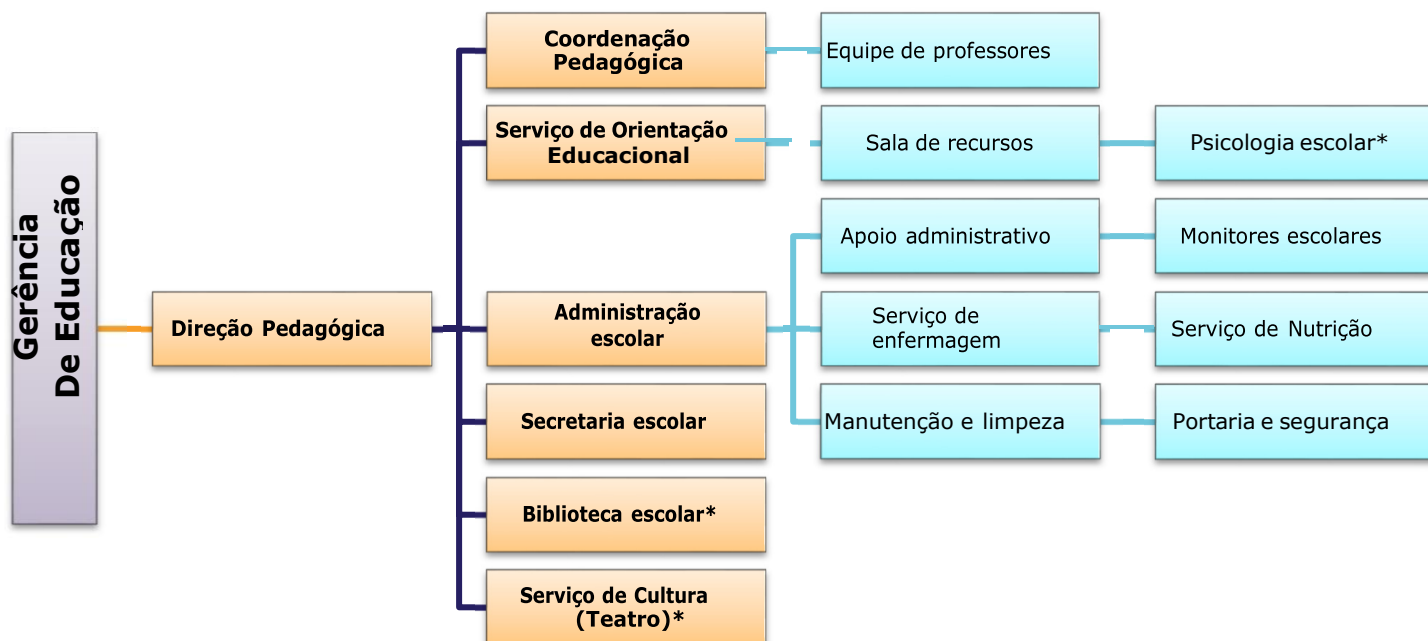 Gerência
De Educação
Direção Pedagógica
Coordenação
Pedagógica
Equipe de professores
Serviço de Orientação
Educacional
Sala de recursos
Psicologia escolar*
Administração
escolar
Apoio administrativo
Monitores escolares
Serviço de
enfermagem
Serviço de Nutrição
Manutenção e limpeza
Portaria e segurança
Secretaria escolar
Biblioteca escolar*
Serviço de Cultura
(Teatro)*